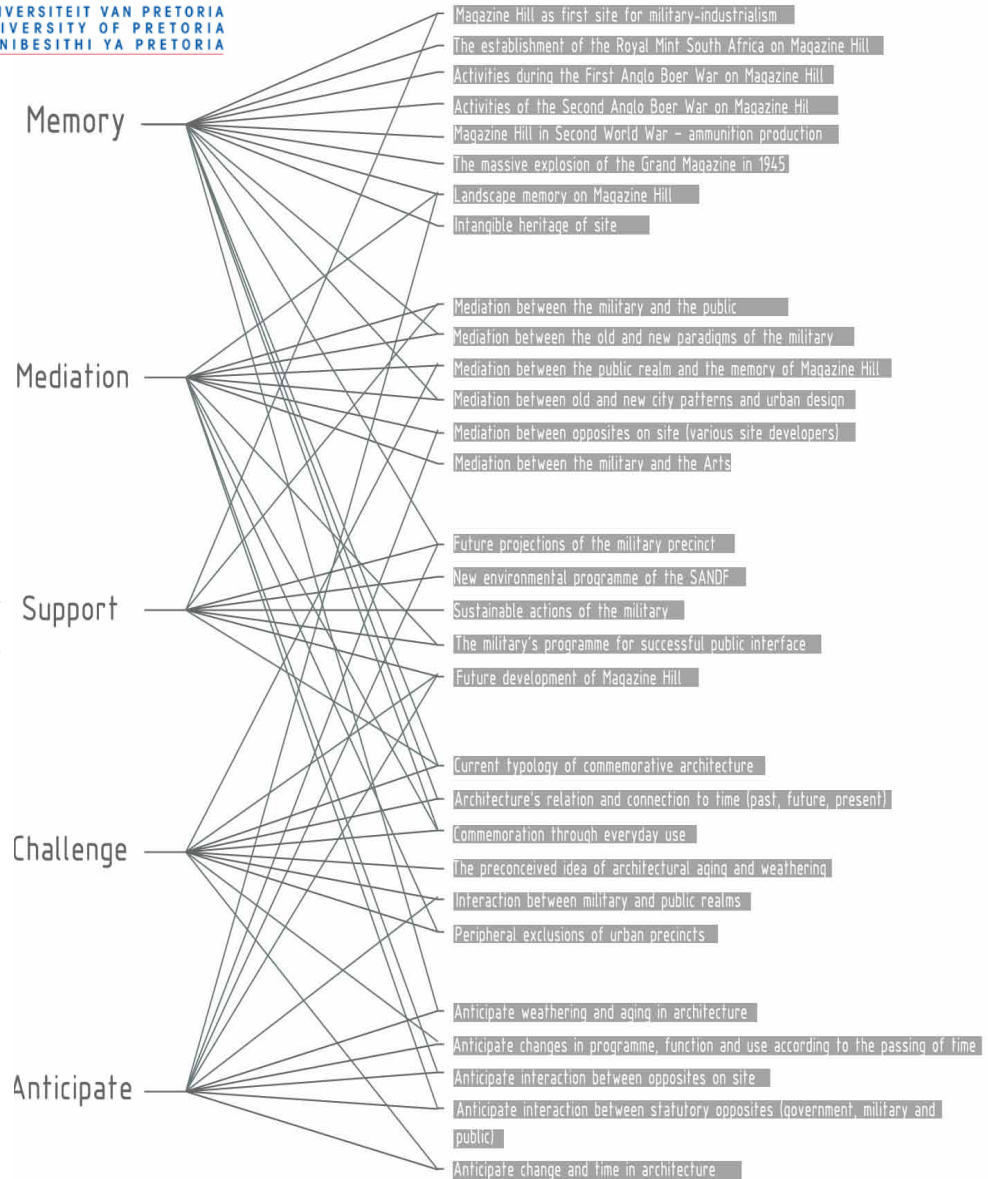 VERSITEIT VAN PRETORIA
IVERSITY OF PRETORIA
NIBESITHI YA PRETORIA
Memory
Magazine Hill as first site for military-industrialism
The establishment of the Royal Mint South Africa on Magazine Hill
Activities during the First Anglo Boer War on Magazine Hill
Activities of the Second Anglo Boer War on Magazine Hil
Magazine Hill in Second World War - ammunition production
The massive explosion of the Grand Magazine in 1945
Landscape memory on Magazine Hill
Intangible heritage of site
Mediation
Mediation between the military and the public
Mediation between the old and new paradigms of the military
Mediation between the public realm and the memory of Magazine Hill
Mediation between old and new city patterns and urban design
Mediation between opposites on site (various site developers)
Mediation between the military and the Arts
Support
Future projections of the military precinct
New environmental programme of the SANDF
Sustainable actions of the military
The military's programme for successful public interface
Future development of Magazine Hill
Challenge
Current typology of commemorative architecture
Architecture's relation and connection to time (past, future, present)
Commemoration through everyday use
The preconceived idea of architectural aging and weathering
Interaction between military and public realms
Peripheral exclusions of urban precincts
Anticipate
Anticipate weathering and aging in architecture
Anticipate changes in programme, function and use according to the passing of time
Anticipate interaction between opposites on site
Anticipate interaction between statutory opposites (government, military and
public)
Anticipate change and time in architecture